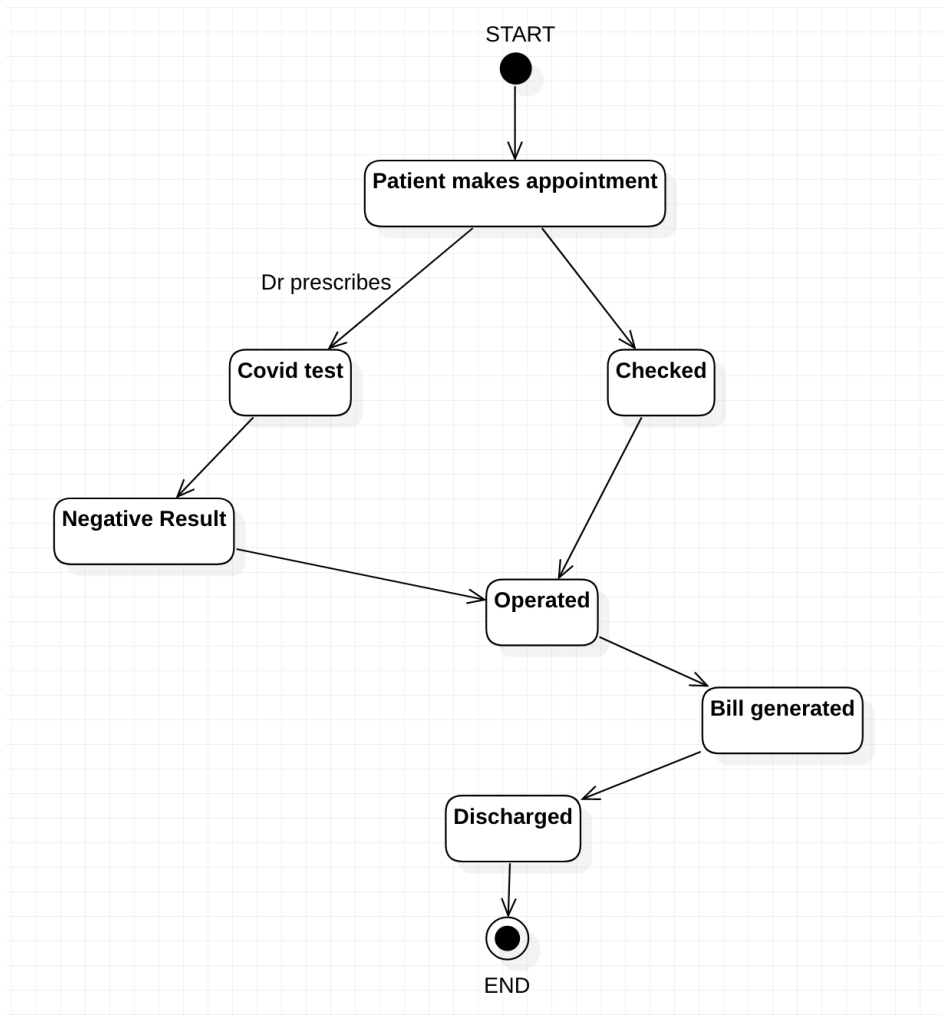 START
Patient makes appointment
Dr prescribes
Covid test
Checked
Negative Result
Operated
Bill generated
Discharged
END